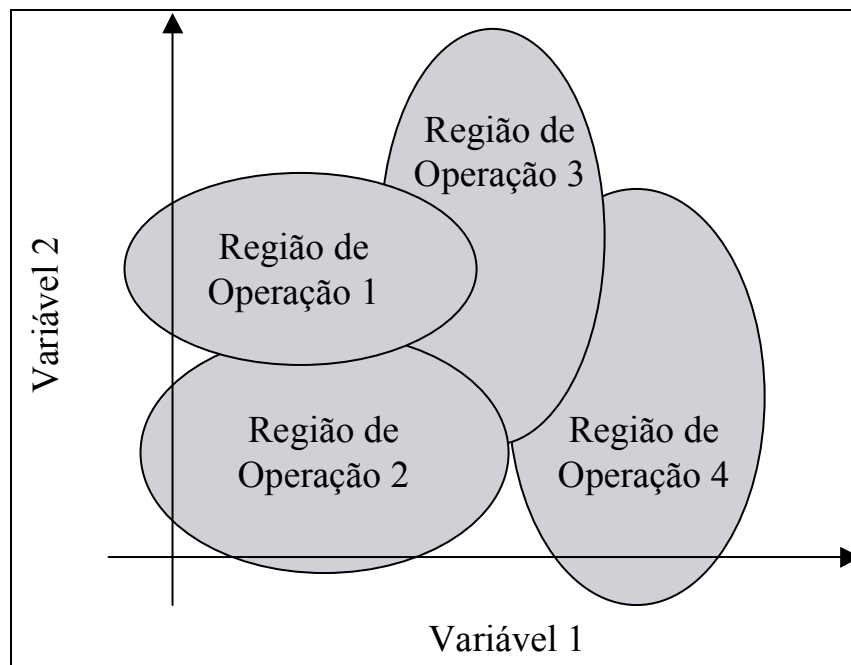 Região de
Operação 3
Região de
Operação 1
Região de
Operação 2
Região de
Operação 4
Variável 2
Variável 1